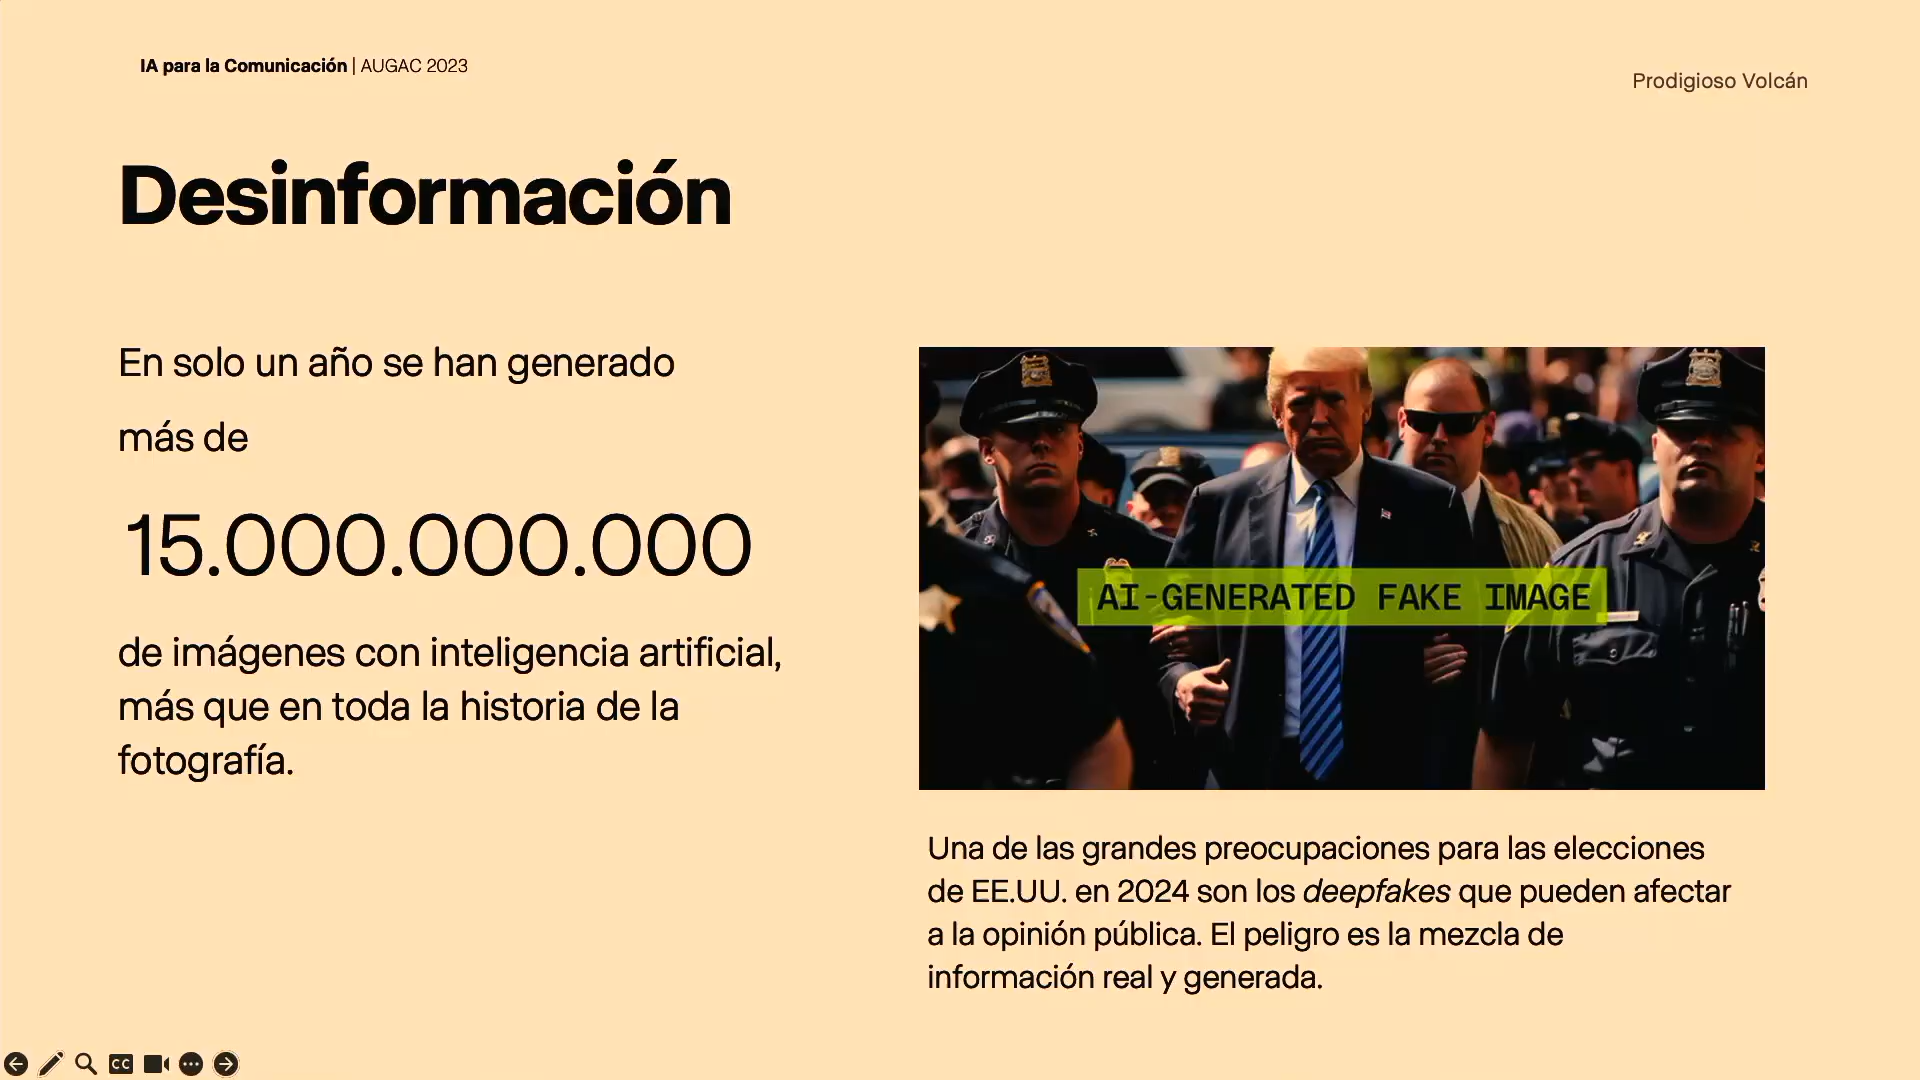 IA para la Comunicación | AUGAC 2023
Prodigioso Volcán
Desinformación
En solo un año se han generado
más de
15.000.000.000
de imágenes con inteligencia artificial,
más que en toda la historia de la
fotografía.
AI-GENERATED FAKE IMAGE
Una de las grandes preocupaciones para las elecciones
de EE.UU. en 2024 son los deepfakes que pueden afectar
a la opinión pública. El peligro es la mezcla de
información real y generada.
CC